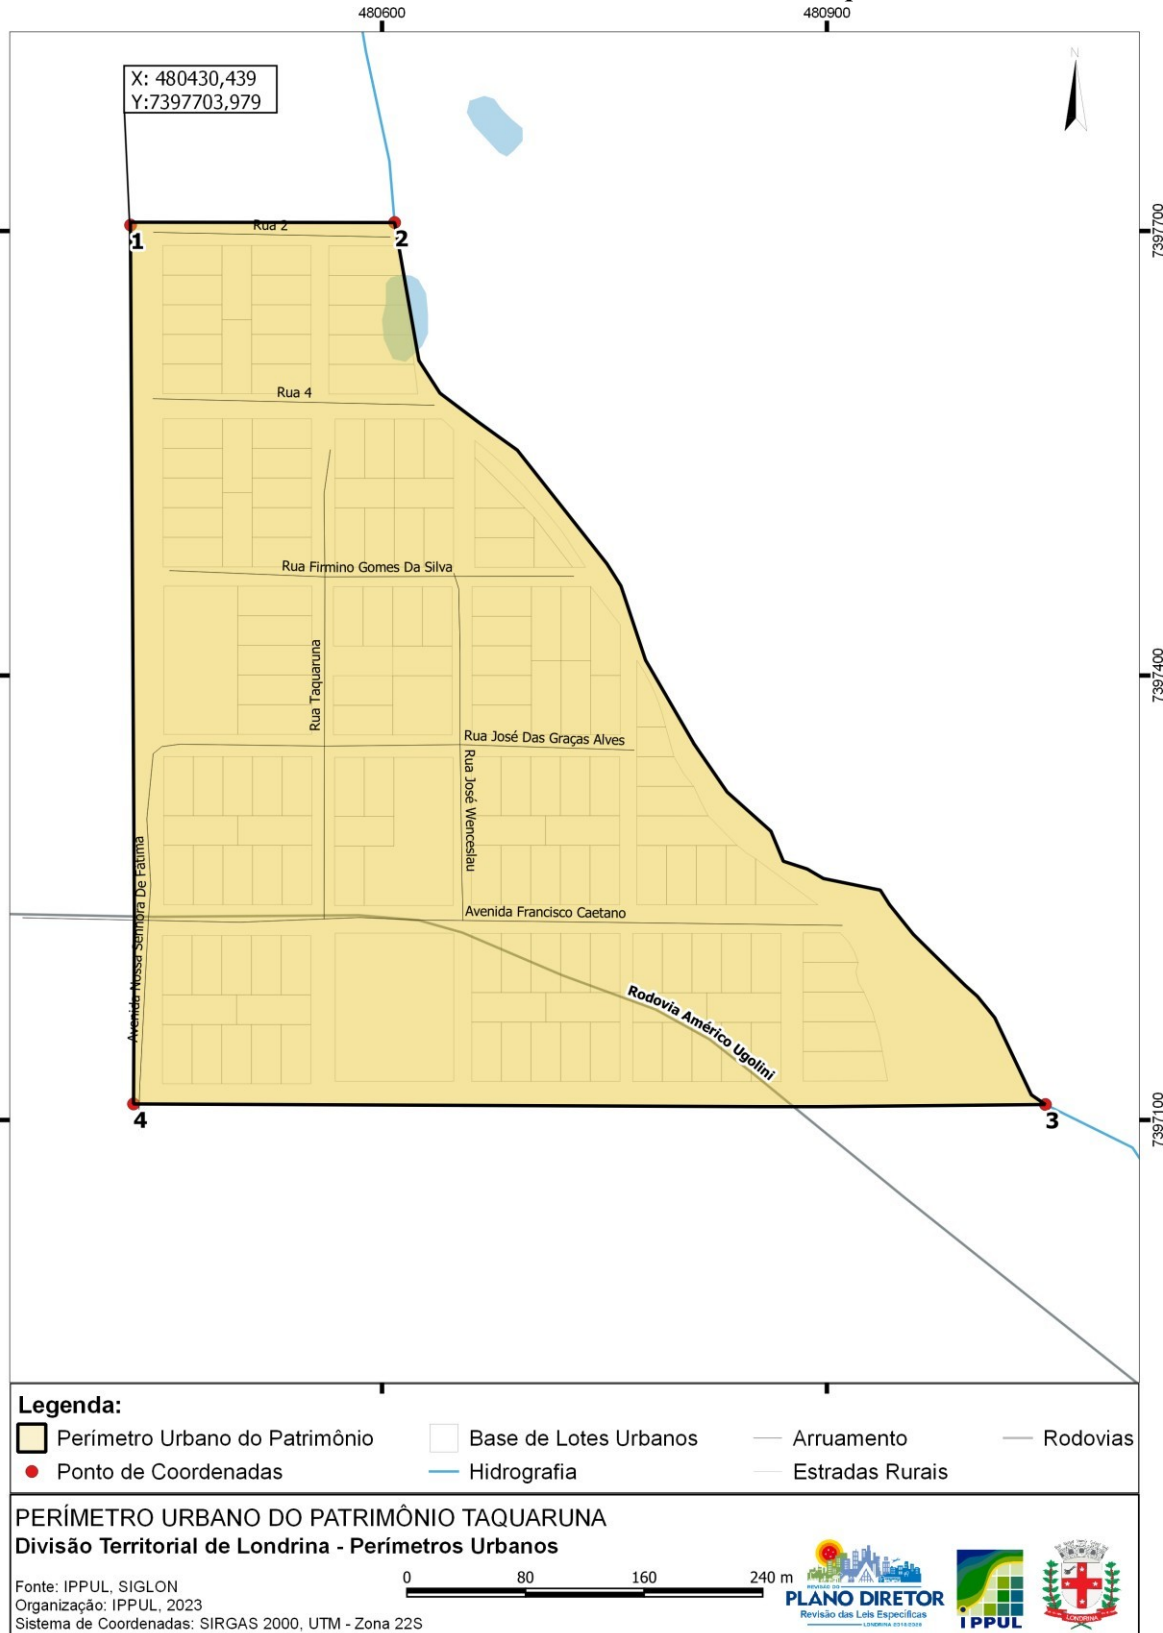 480600
480900
X: 480430,439
Y:7397703,979
N
1
Rua 2
2
7397700
Rua 4
Rua Firmino Gomes Da Silva
Rua Taquaruna
7397400
Rua José Das Graças Alves
Rua José Wenceslau
Avenida Nossa Senhora De Fatima
Avenida Francisco Caetano
Rodovia Américo Ugolini
4
3
7397100
Legenda:
Perímetro Urbano do Patrimônio
Base de Lotes Urbanos
Arruamento
Rodovias
Ponto de Coordenadas
Hidrografia
Estradas Rurais
PERÍMETRO URBANO DO PATRIMÔNIO TAQUARUNA
Divisão Territorial de Londrina - Perímetros Urbanos
Fonte: IPPUL, SIGLON
Organização: IPPUL, 2023
Sistema de Coordenadas: SIRGAS 2000, UTM - Zona 22S
0 80 160 240 m
REVISÃO DO
PLANO DIRETOR
Revisão das Leis Específicas
IPPUL
LONDRINA